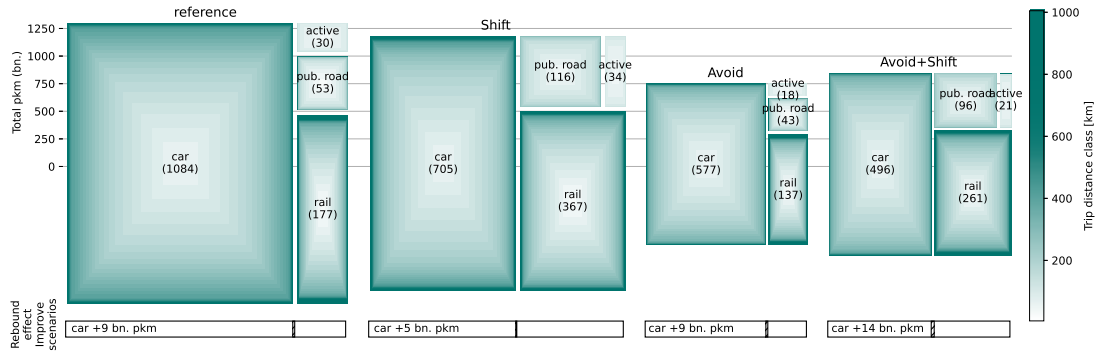 reference
Shift
Avoid
Avoid+Shift
Total pkm (bn.)
1250
1000
750
500
250
0
car
(1084)
active
(30)
pub. road
(53)
rail
(177)
car
(705)
pub. road
(116)
active
(34)
rail
(367)
car
(577)
active
(18)
pub. road
(43)
rail
(137)
car
(496)
pub. road
(96)
active
(21)
rail
(261)
1000
800
600
400
200
Trip distance class [km]
Rebound
effect
Improve
scenarios
car +9 bn. pkm
car +5 bn. pkm
car +9 bn. pkm
car +14 bn. pkm